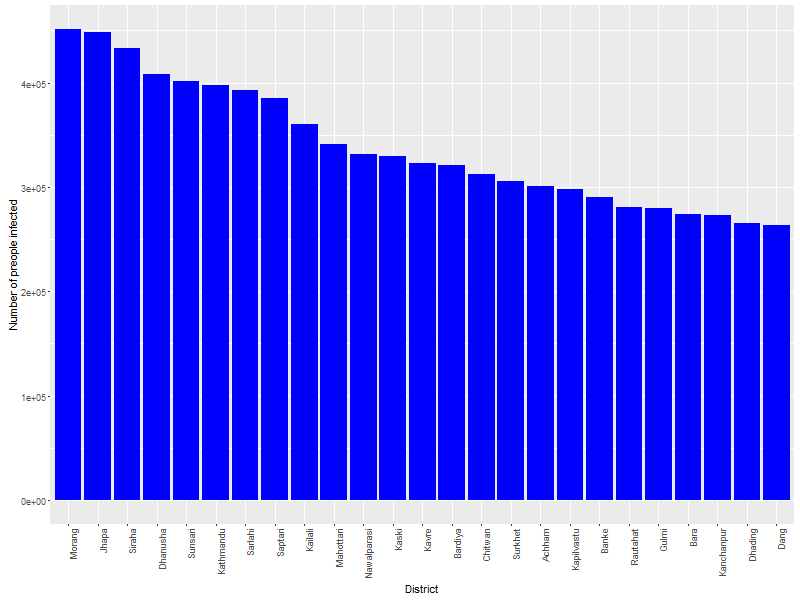 Number of preople infected
4e+05
3e+05
2e+05
1e+05
0e+00
Morang
Jhapa
Siraha
Dhanusha
Sunsari
Kathmandu
Sarlahi
Saptari
Kailali
Mahottari
Nawalparasi
Kaski
Kavre
Bardiya
Chitwan
Surkhet
Achham
Kapilvastu
Banke
Rautahat
Gulmi
Bara
Kanchanpur
Dhading
Dang
District